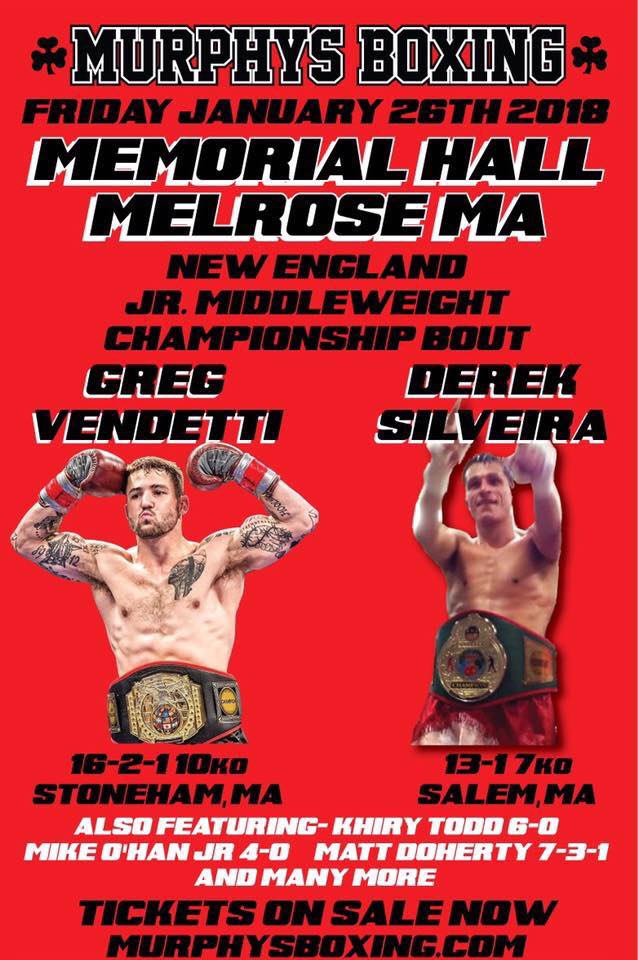 MURPHYS BOXING
FRIDAY JANUARY 26TH 2018
MEMORIAL HALL
MELROSE MA
NEW ENGLAND
JR. MIDDLEWEIGHT
CHAMPIONSHIP BOUT
GREG
VENDETTI
DEREK
SILVEIRA
16-2-1 10KO
STONEHAM, MA
13-1 7KO
SALEM, MA
ALSO FEATURING- KHIRY TODD 6-0
MIKE O'HAN JR 4-0 MATT DOHERTY 7-3-1
AND MANY MORE
TICKETS ON SALE NOW
MURPHYSBOXING.COM